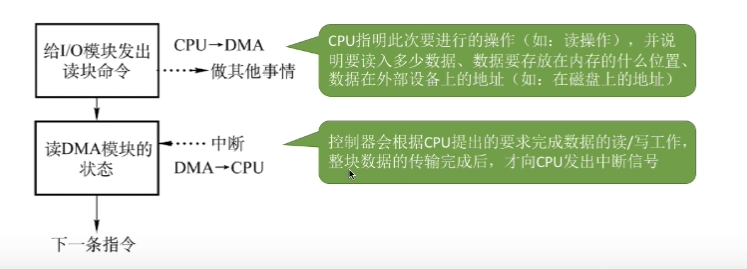 给I/O模块发出
读块命令
CPU→DMA
做其他事情
CPU指明此次要进行的操作（如：读操作），并说
明要读入多少数据、数据要存放在内存的什么位置、
数据在外部设备上的地址（如：在磁盘上的地址）
读DMA模块的
状态
中断
DMA→CPU
控制器会根据CPU提出的要求完成数据的读/写工作，
整块数据的传输完成后，才向CPU发出中断信号
下一条指令